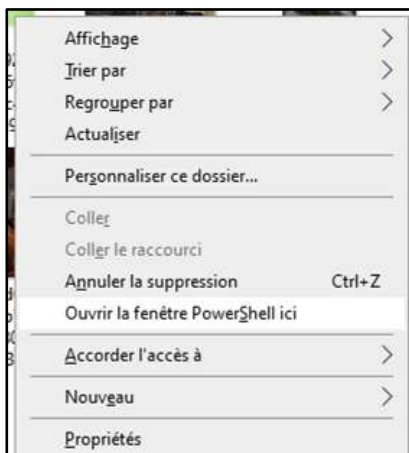 Affichage
Trier par
Regrouper par
Actualiser
Personnaliser ce dossier...
Coller
Coller le raccourci
Annuler la suppression Ctrl+Z
Ouvrir la fenêtre PowerShell ici
Accorder l'accès à
Nouveau
Propriétés